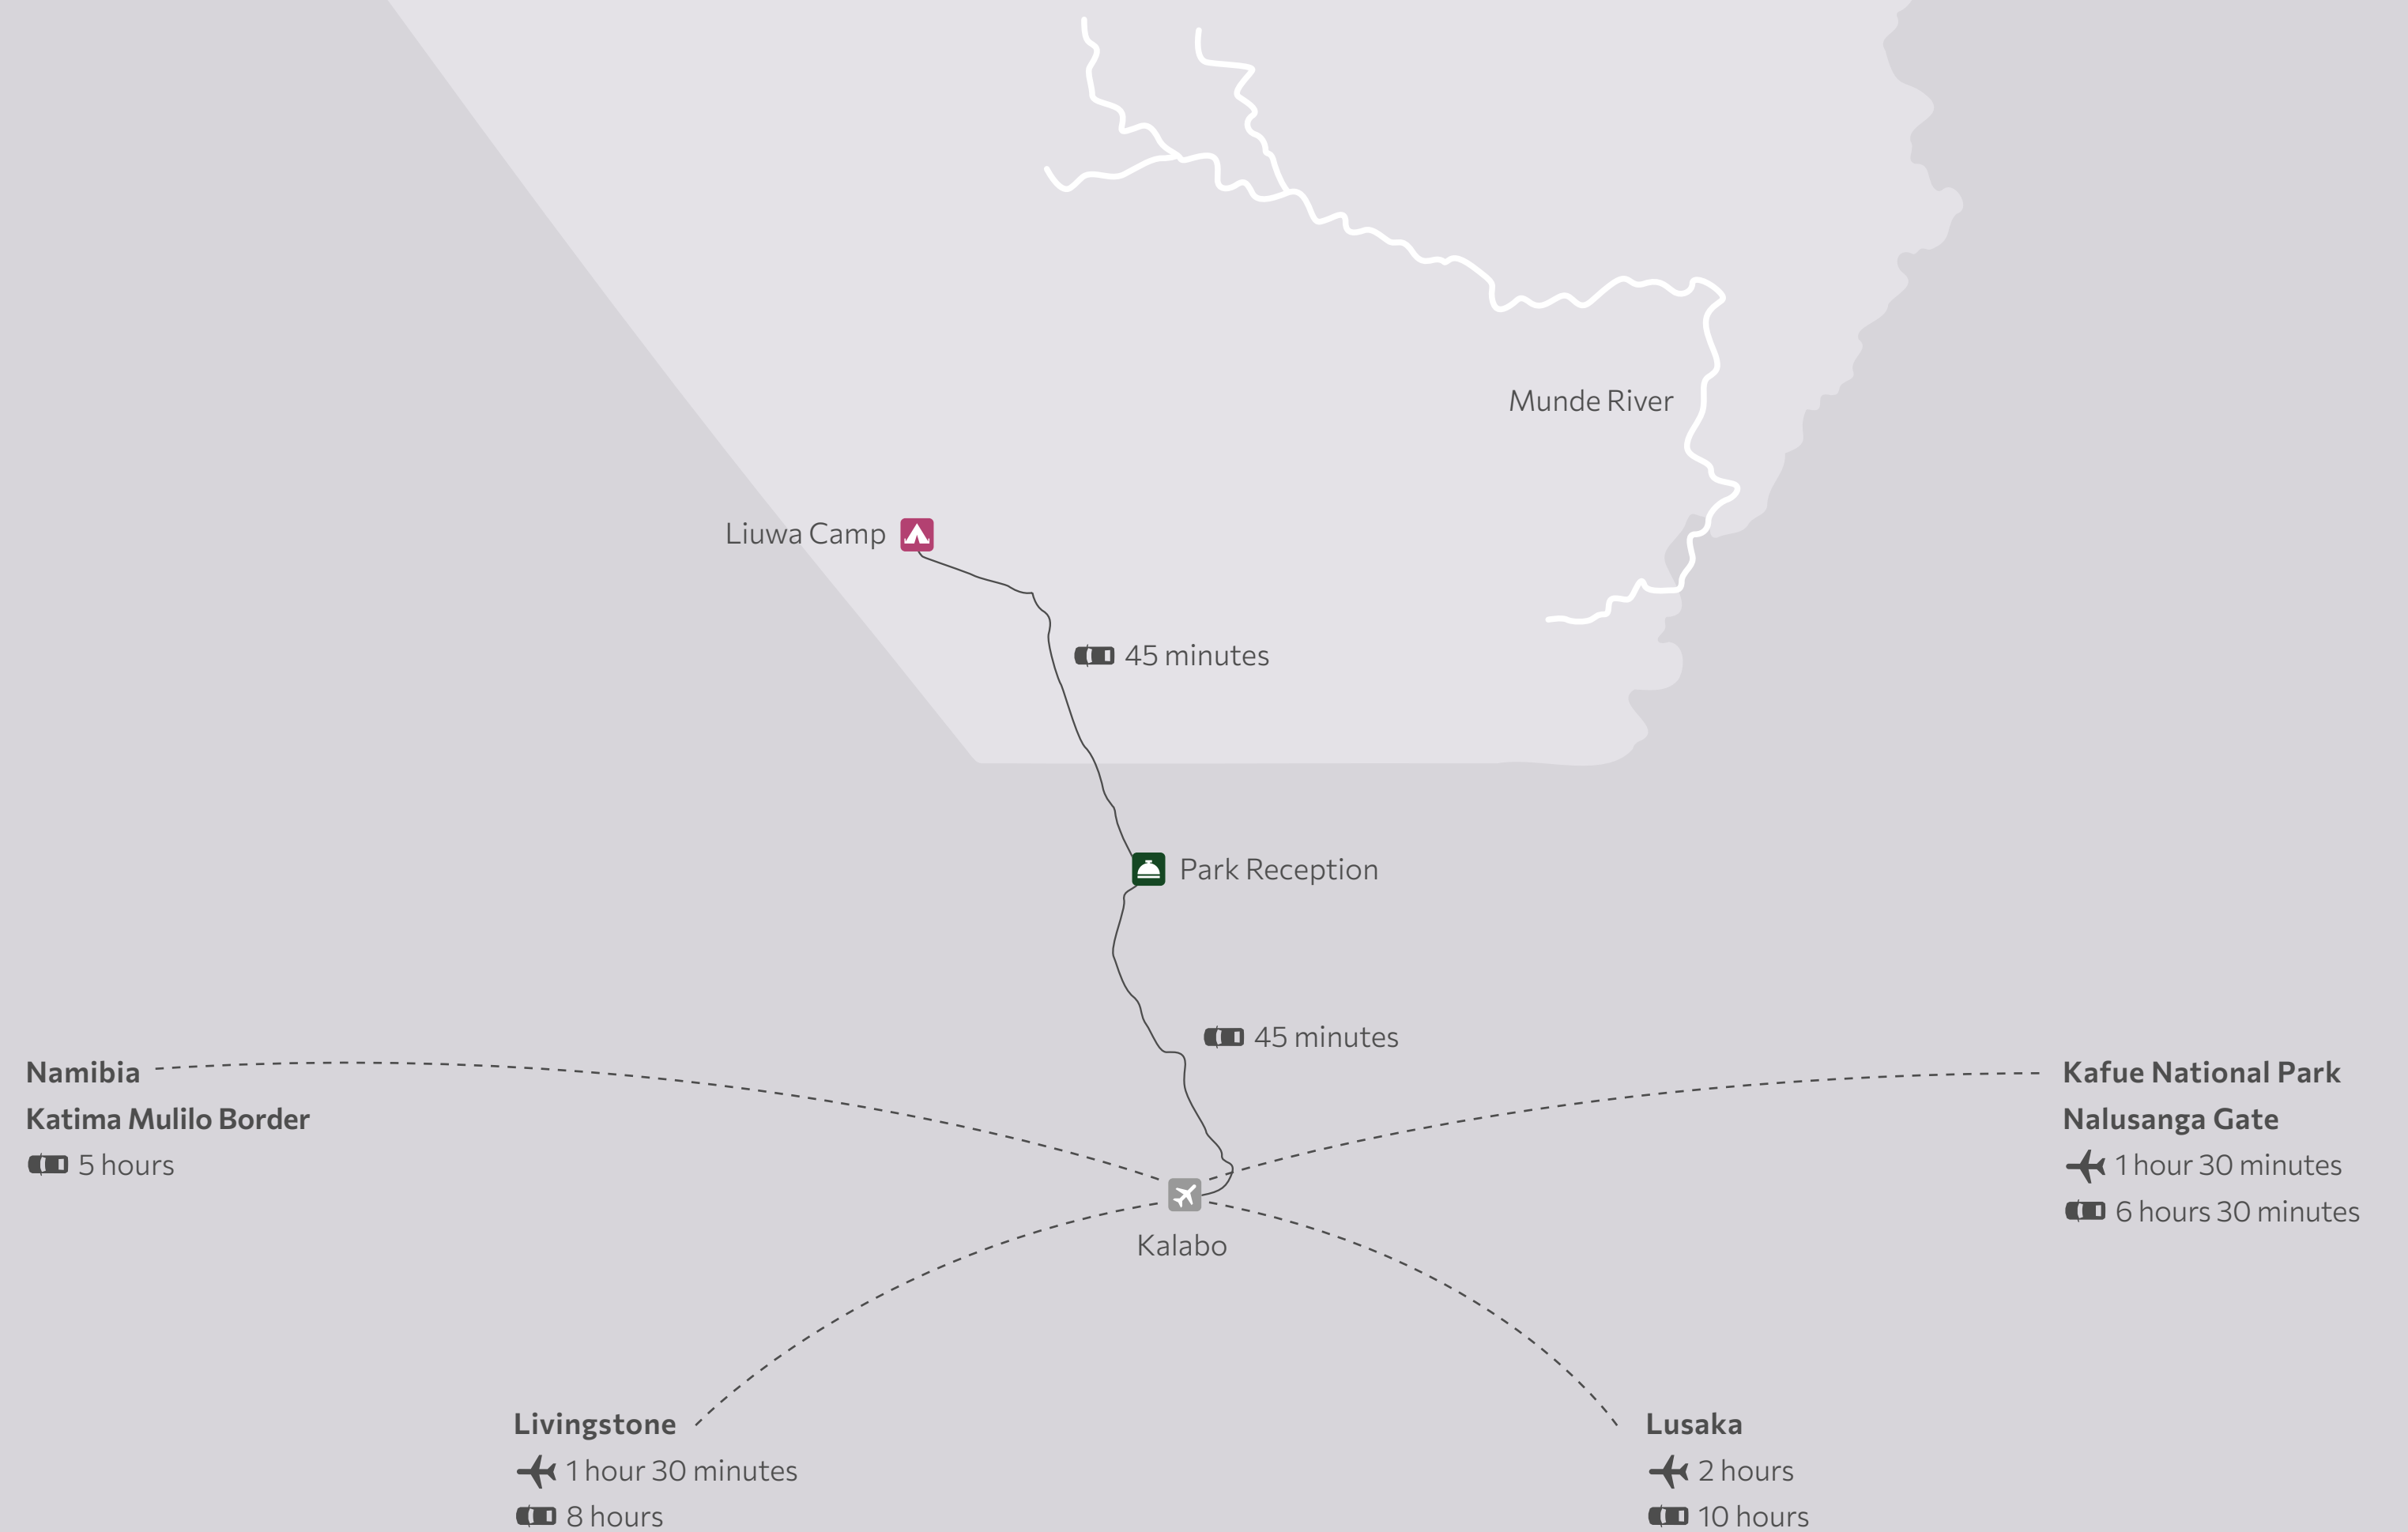 Munde River
Liuwa Camp
45 minutes
Park Reception
45 minutes
Namibia
Katima Mulilo Border
5 hours
Kafue National Park
Nalusanga Gate
1 hour 30 minutes
6 hours 30 minutes
Kalabo
Livingstone
1 hour 30 minutes
8 hours
Lusaka
2 hours
10 hours